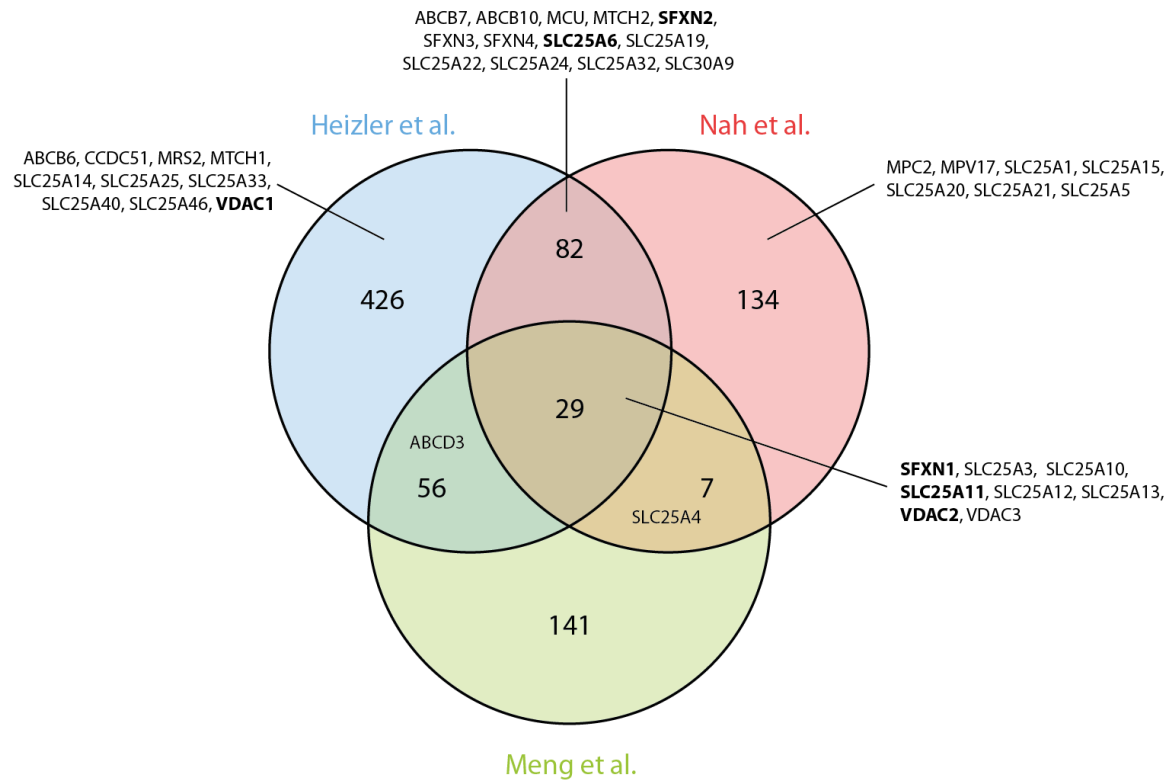 ABCB7, ABCB10, MCU, MTCH2, SFXN2,
SFXN3, SFXN4, SLC25A6, SLC25A19,
SLC25A22, SLC25A24, SLC25A32, SLC30A9
Heizler et al.
Nah et al.
ABCB6, CCDC51, MRS2, MTCH1,
SLC25A14, SLC25A25, SLC25A33,
SLC25A40, SLC25A46, VDAC1
MPC2, MPV17, SLC25A1, SLC25A15,
SLC25A20, SLC25A21, SLC25A5
82
426
134
29
ABCD3
56
7
SLC25A4
SFXN1, SLC25A3, SLC25A10,
SLC25A11, SLC25A12, SLC25A13,
VDAC2, VDAC3
141
Meng et al.